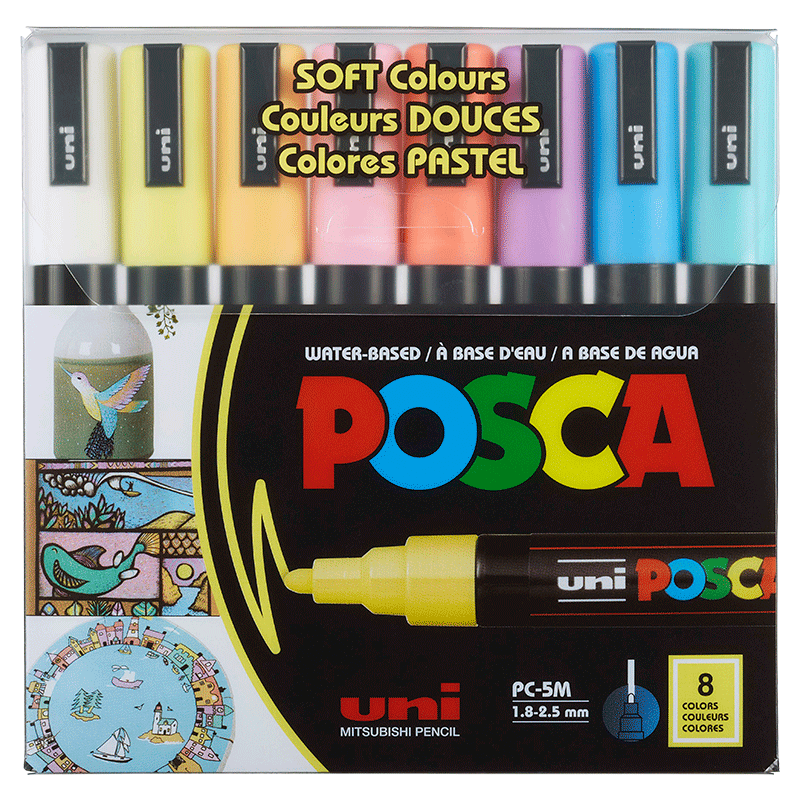 SOFT Colours
Couleurs DOUCES
Colores PASTEL
uni uni uni uni uni uni uni uni
WATER-BASED / À BASE D'EAU / A BASE DE AGUA
POSCA
uni POSCA
uni
MITSUBISHI PENCIL
PC-5M
1.8-2.5 mm
8
COLORS
COULEURS
COLORES